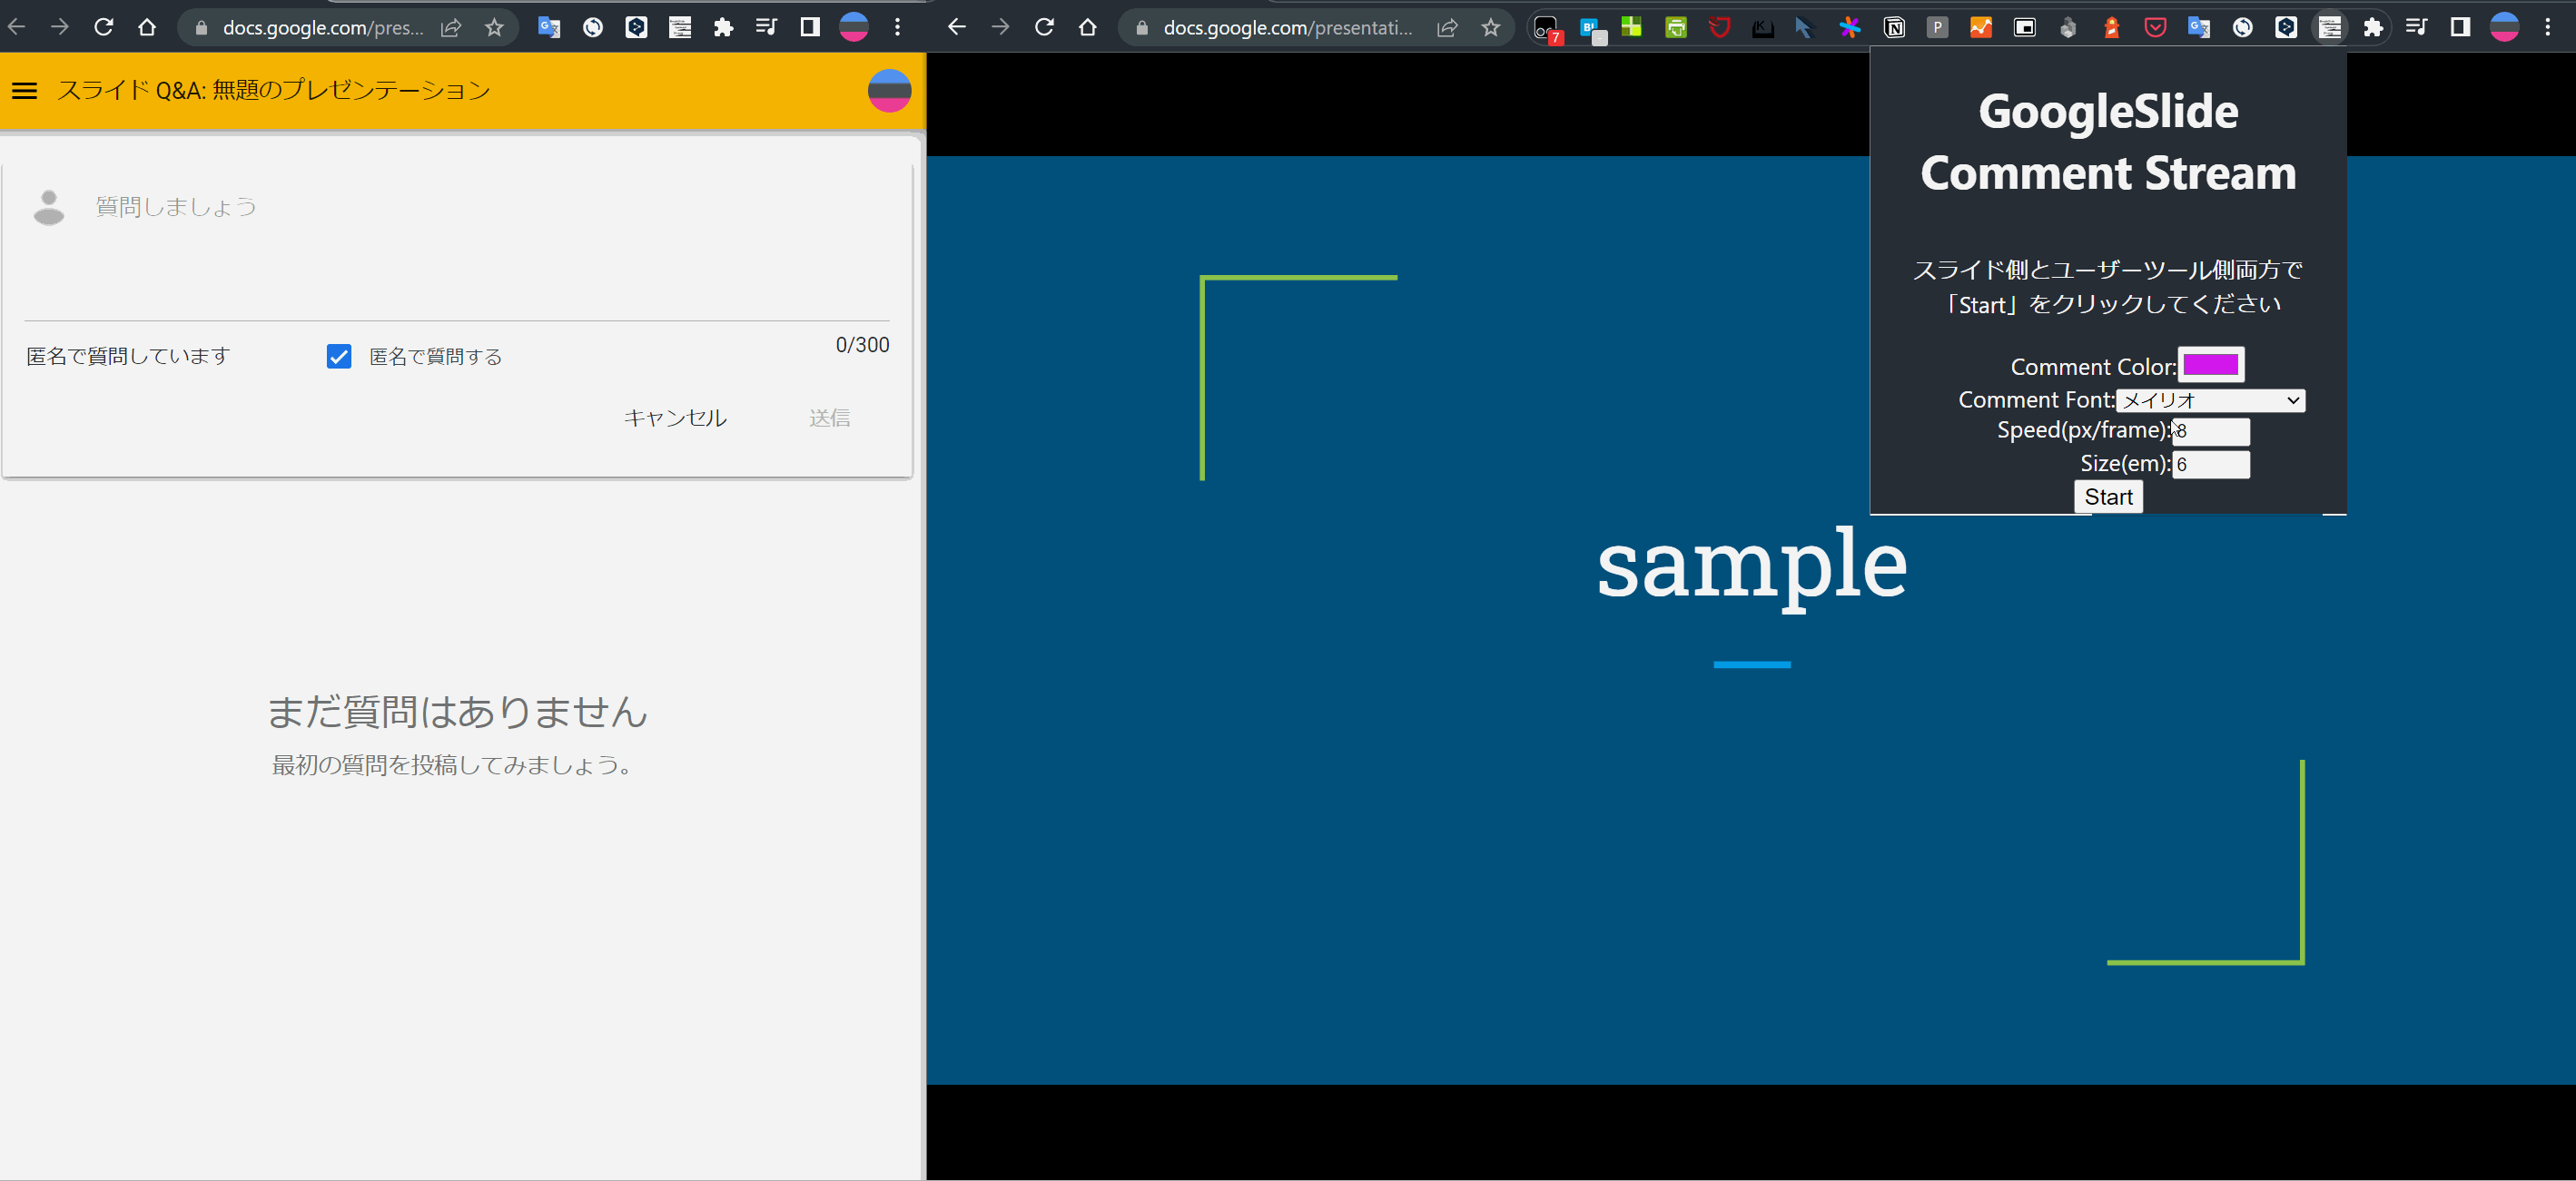 docs.google.com/pres...
スライド Q&A: 無題のプレゼンテーション
質問しましょう
0/300
匿名で質問しています
匿名で質問する
キャンセル
送信
まだ質問はありません
最初の質問を投稿してみましょう。
docs.google.com/presentati...
7
B!
P
GoogleSlide
Comment Stream
スライド側とユーザーツール側両方で
「Start」をクリックしてください
Comment Color:
Comment Font: メイリオ
Speed(px/frame): 8
Size(em): 6
Start
sample